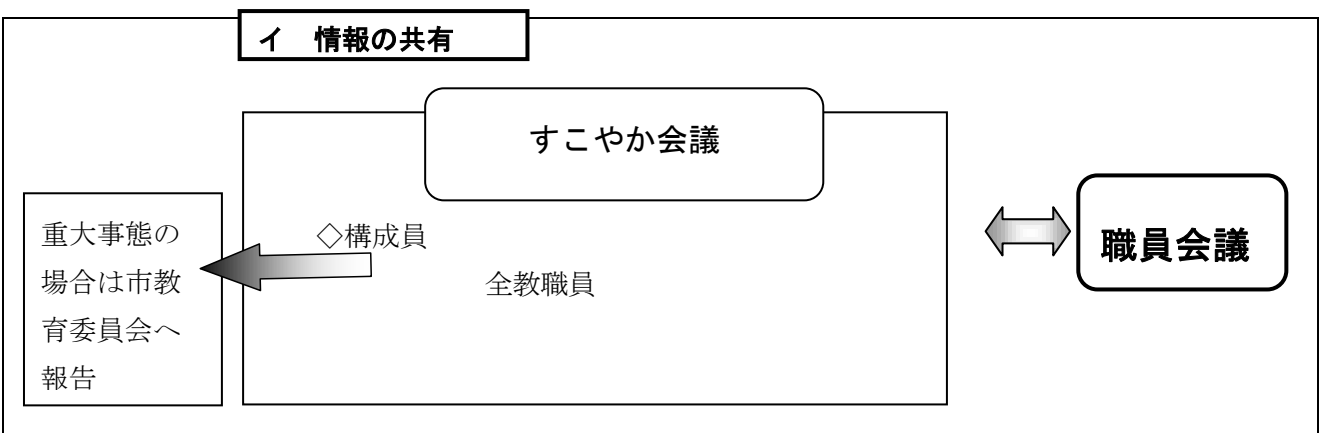 イ　情報の共有
すこやか会議
重大事態の
場合は市教
育委員会へ
報告
◇構成員
全教職員
職員会議